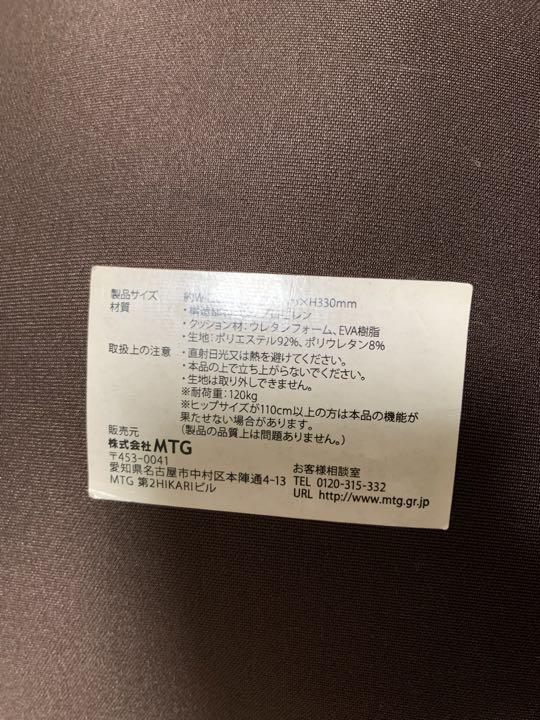 製品サイズ 約W ×H330mm
材質
・クッション材：ウレタンフォーム、EVA樹脂
・生地：ポリエステル92%、ポリウレタン8%
取扱上の注意 ・直射日光又は熱を避けてください。
・本品の上で立ち上がらないでください。
・生地は取り外しできません。
※耐荷重：120kg
※ヒップサイズが110cm以上の方は本品の機能が
果たせない場合があります。
(製品の品質上は問題ありません。)
販売元
株式会社 MTG
〒453-0041
愛知県名古屋市中村区本陣通4-13
MTG 第2HIKARIビル
お客様相談室
TEL 0120-315-332
URL http://www.mtg.gr.jp